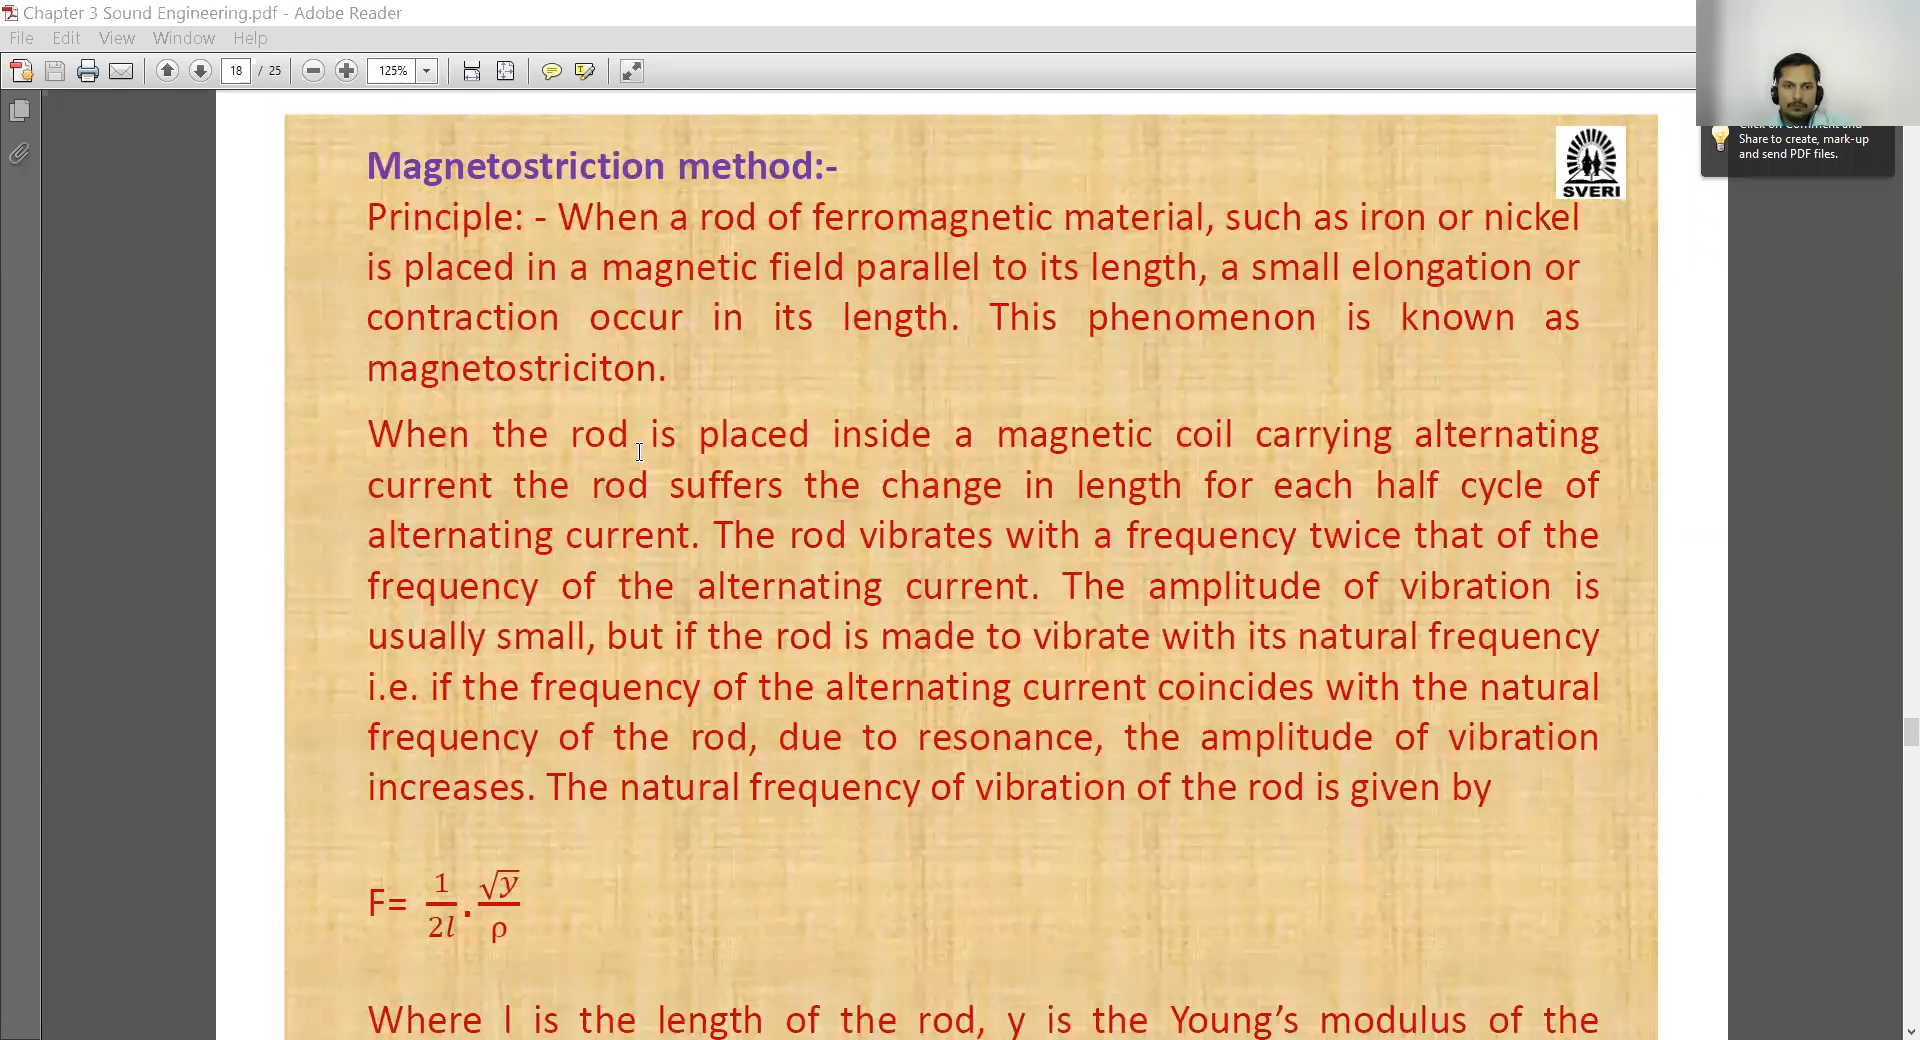 Chapter 3 Sound Engineering.pdf - Adobe Reader
File Edit View Window Help
18 / 25 125%
Share to create, mark-up
and send PDF files.
SVERI
Magnetostriction method:-
Principle: - When a rod of ferromagnetic material, such as iron or nickel
is placed in a magnetic field parallel to its length, a small elongation or
contraction occur in its length. This phenomenon is known as
magnetostriciton.
When the rod is placed inside a magnetic coil carrying alternating
current the rod suffers the change in length for each half cycle of
alternating current. The rod vibrates with a frequency twice that of the
frequency of the alternating current. The amplitude of vibration is
usually small, but if the rod is made to vibrate with its natural frequency
i.e. if the frequency of the alternating current coincides with the natural
frequency of the rod, due to resonance, the amplitude of vibration
increases. The natural frequency of vibration of the rod is given by
F= 1/2l . √y/ρ
Where l is the length of the rod, y is the Young’s modulus of the